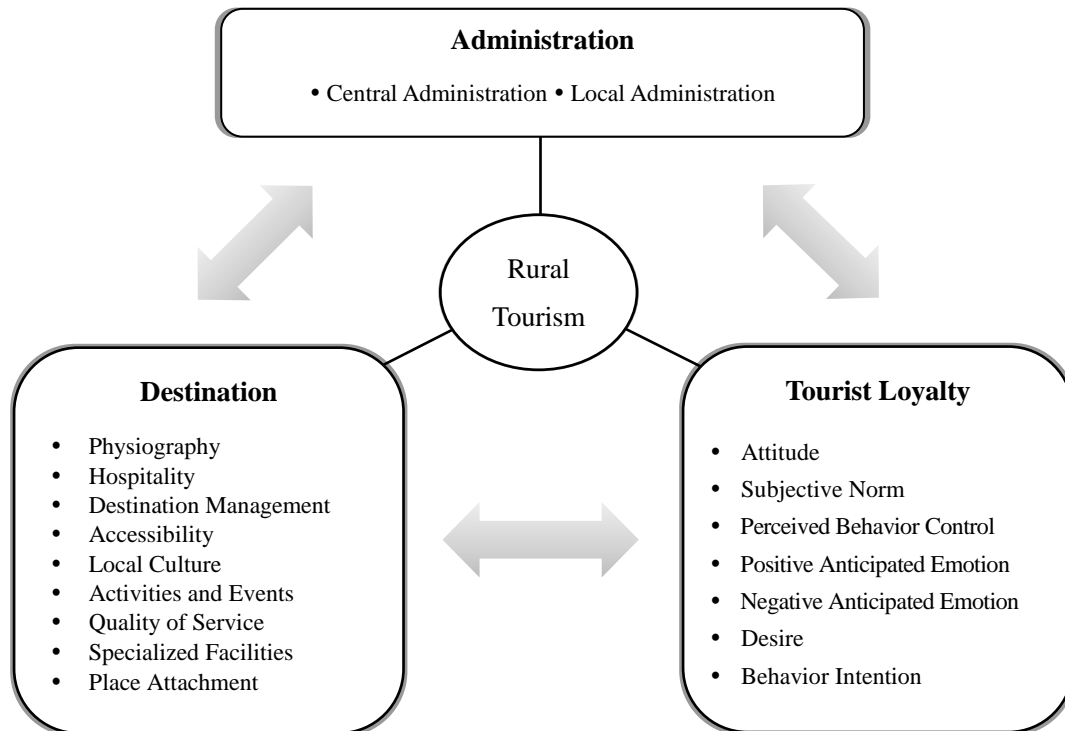 Administration
• Central Administration • Local Administration
Rural
Tourism
Destination
• Physiography
• Hospitality
• Destination Management
• Accessibility
• Local Culture
• Activities and Events
• Quality of Service
• Specialized Facilities
• Place Attachment
Tourist Loyalty
• Attitude
• Subjective Norm
• Perceived Behavior Control
• Positive Anticipated Emotion
• Negative Anticipated Emotion
• Desire
• Behavior Intention